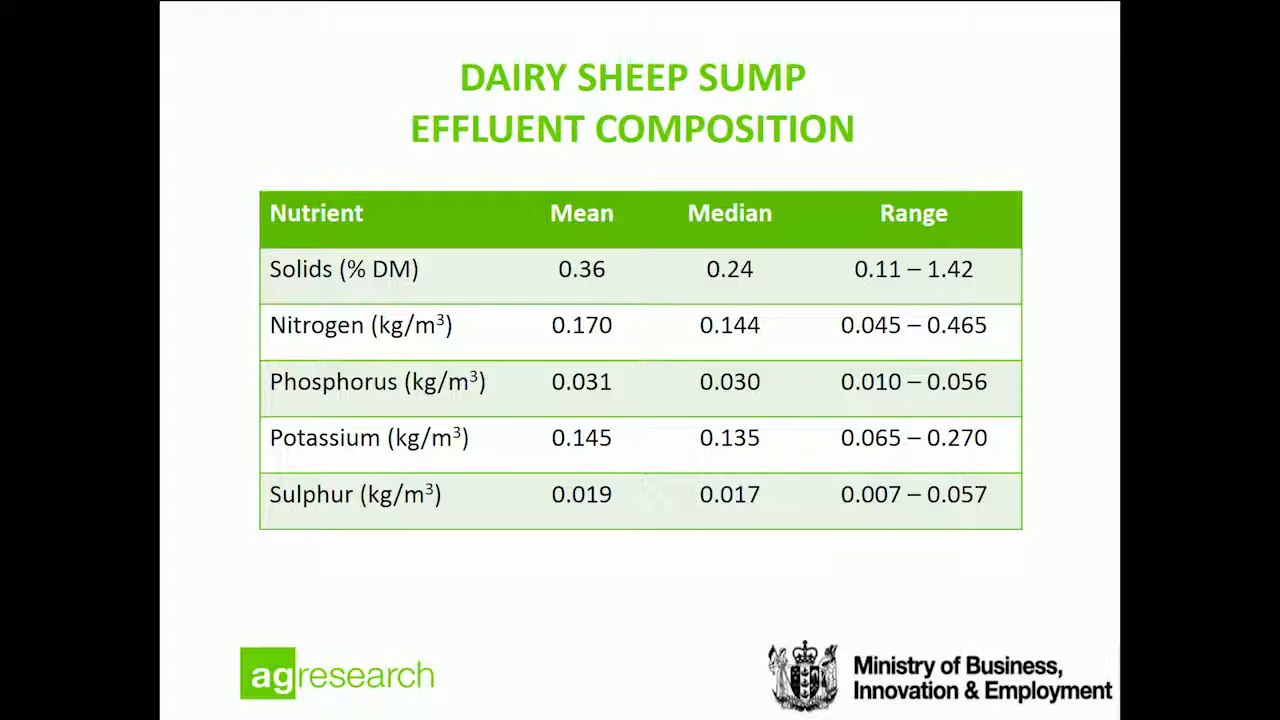 DAIRY SHEEP SUMP
EFFLUENT COMPOSITION
Nutrient Mean Median Range
Solids (% DM) 0.36 0.24 0.11 – 1.42
Nitrogen (kg/m³) 0.170 0.144 0.045 – 0.465
Phosphorus (kg/m³) 0.031 0.030 0.010 – 0.056
Potassium (kg/m³) 0.145 0.135 0.065 – 0.270
Sulphur (kg/m³) 0.019 0.017 0.007 – 0.057
agresearch
Ministry of Business,
Innovation & Employment